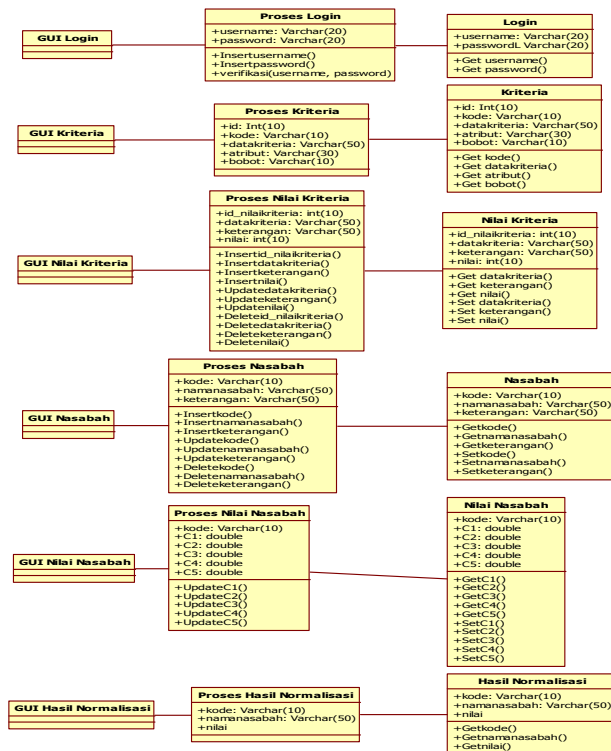 GUI Login
Proses Login
+username: Varchar(20)
+password: Varchar(20)
+Insertusername()
+Insertpassword()
+verifikasi(username, password)
Login
+username: Varchar(20)
+passwordL Varchar(20)
+Get username()
+Get password()
GUI Kriteria
Proses Kriteria
+id: Int(10)
+kode: Varchar(10)
+datakriteria: Varchar(50)
+atribut: Varchar(30)
+bobot: Varchar(10)
Kriteria
+id: Int(10)
+kode: Varchar(10)
+datakriteria: Varchar(50)
+atribut: Varchar(30)
+bobot: Varchar(10)
+Get kode()
+Get datakriteria()
+Get atribut()
+Get bobot()
GUI Nilai Kriteria
Proses Nilai Kriteria
+id_nilaikriteria: int(10)
+datakriteria: Varchar(50)
+keterangan: Varchar(50)
+nilai: int(10)
+Insertid_nilaikriteria()
+Insertdatakriteria()
+Insertketerangan()
+Insertnilai()
+Updatedatakriteria()
+Updateketerangan()
+Updatenilai()
+Deleteid_nilaikriteria()
+Deletedatakriteria()
+Deleteketerangan()
+Deletenilai()
Nilai Kriteria
+id_nilaikriteria: int(10)
+datakriteria: Varchar(50)
+keterangan: Varchar(50)
+nilai: int(10)
+Get datakriteria()
+Get keterangan()
+Get nilai()
+Set datakriteria()
+Set keterangan()
+Set nilai()
GUI Nasabah
Proses Nasabah
+kode: Varchar(10)
+namanasabah: Varchar(50)
+keterangan: Varchar(50)
+Insertkode()
+Insertnamanasabah()
+Insertketerangan()
+Updatekode()
+Updatenamanasabah()
+Updateketerangan()
+Deletekode()
+Deletenamanasabah()
+Deleteketerangan()
Nasabah
+kode: Varchar(10)
+namanasabah: Varchar(50)
+keterangan: Varchar(50)
+Getkode()
+Getnamanasabah()
+Getketerangan()
+Setkode()
+Setnamanasabah()
+Setketerangan()
GUI Nilai Nasabah
Proses Nilai Nasabah
+kode: Varchar(10)
+C1: double
+C2: double
+C3: double
+C4: double
+C5: double
+UpdateC1()
+UpdateC2()
+UpdateC3()
+UpdateC4()
+UpdateC5()
Nilai Nasabah
+kode: Varchar(10)
+C1: double
+C2: double
+C3: double
+C4: double
+C5: double
+GetC1()
+GetC2()
+GetC3()
+GetC4()
+GetC5()
+SetC1()
+SetC2()
+SetC3()
+SetC4()
+SetC5()
GUI Hasil Normalisasi
Proses Hasil Normalisasi
+kode: Varchar(10)
+namanasabah: Varchar(50)
+nilai
Hasil Normalisasi
+kode: Varchar(10)
+namanasabah: Varchar(50)
+nilai
+Getkode()
+Getnamanasabah()
+Getnilai()